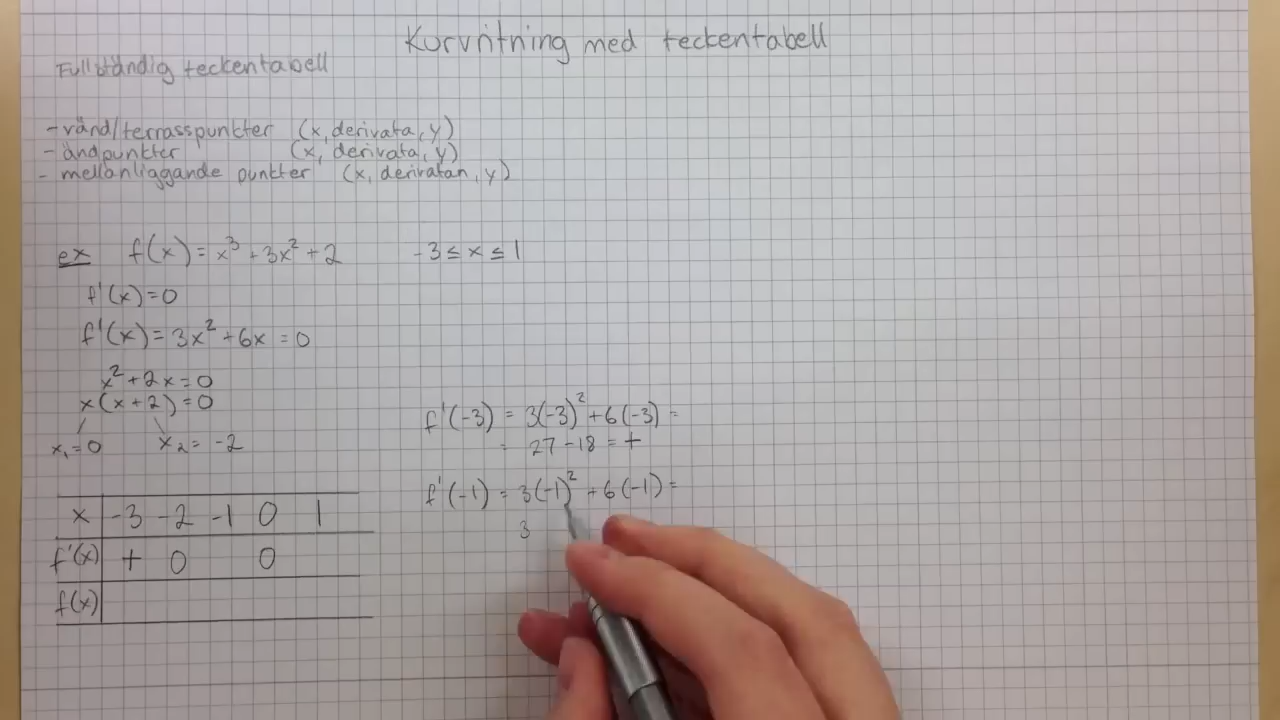 Kurvritning med teckentabell
Fullständig teckentabell
- vänd/terrasspunkter (x, derivata, y)
- ändpunkter (x, derivata, y)
- mellanliggande punkter (x, derivatan, y)
ex f(x) = x³ + 3x² + 2 -3 ≤ x ≤ 1
f'(x) = 0
f'(x) = 3x² + 6x = 0
x² + 2x = 0
x(x + 2) = 0
x₁ = 0 x₂ = -2
x -3 -2 -1 0 1
f'(x) + 0 0
f(x)
f'(-3) = 3(-3)² + 6(-3) =
= 27 - 18 = +
f'(-1) = 3(-1)² + 6(-1) =
3